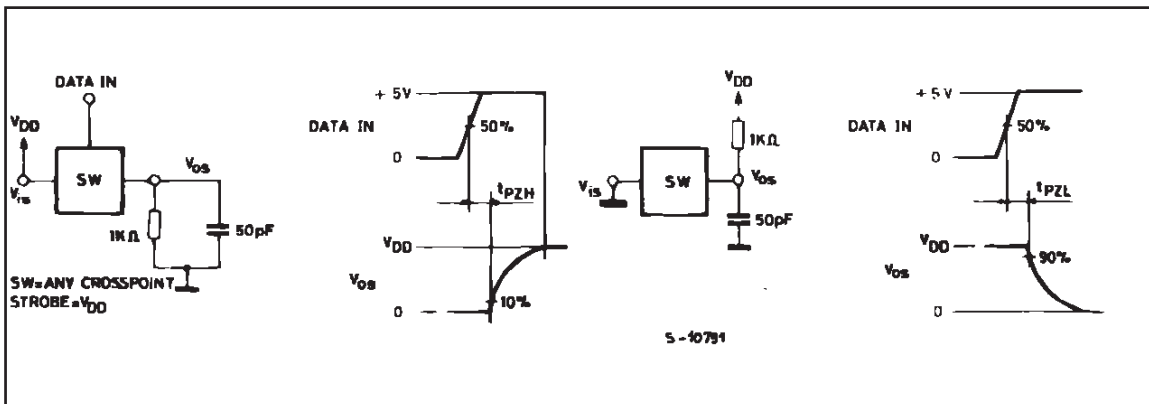 DATA IN
VDD
Vis
SW
Vos
1KΩ
50pF
SW=ANY CROSSPOINT
STROBE=VDD
+5V
DATA IN
50%
0
tPZH
VDD
Vos
10%
0
VDD
1KΩ
Vis
SW
Vos
50pF
S-10791
+5V
DATA IN
50%
0
tPZL
VDD
90%
Vos
0